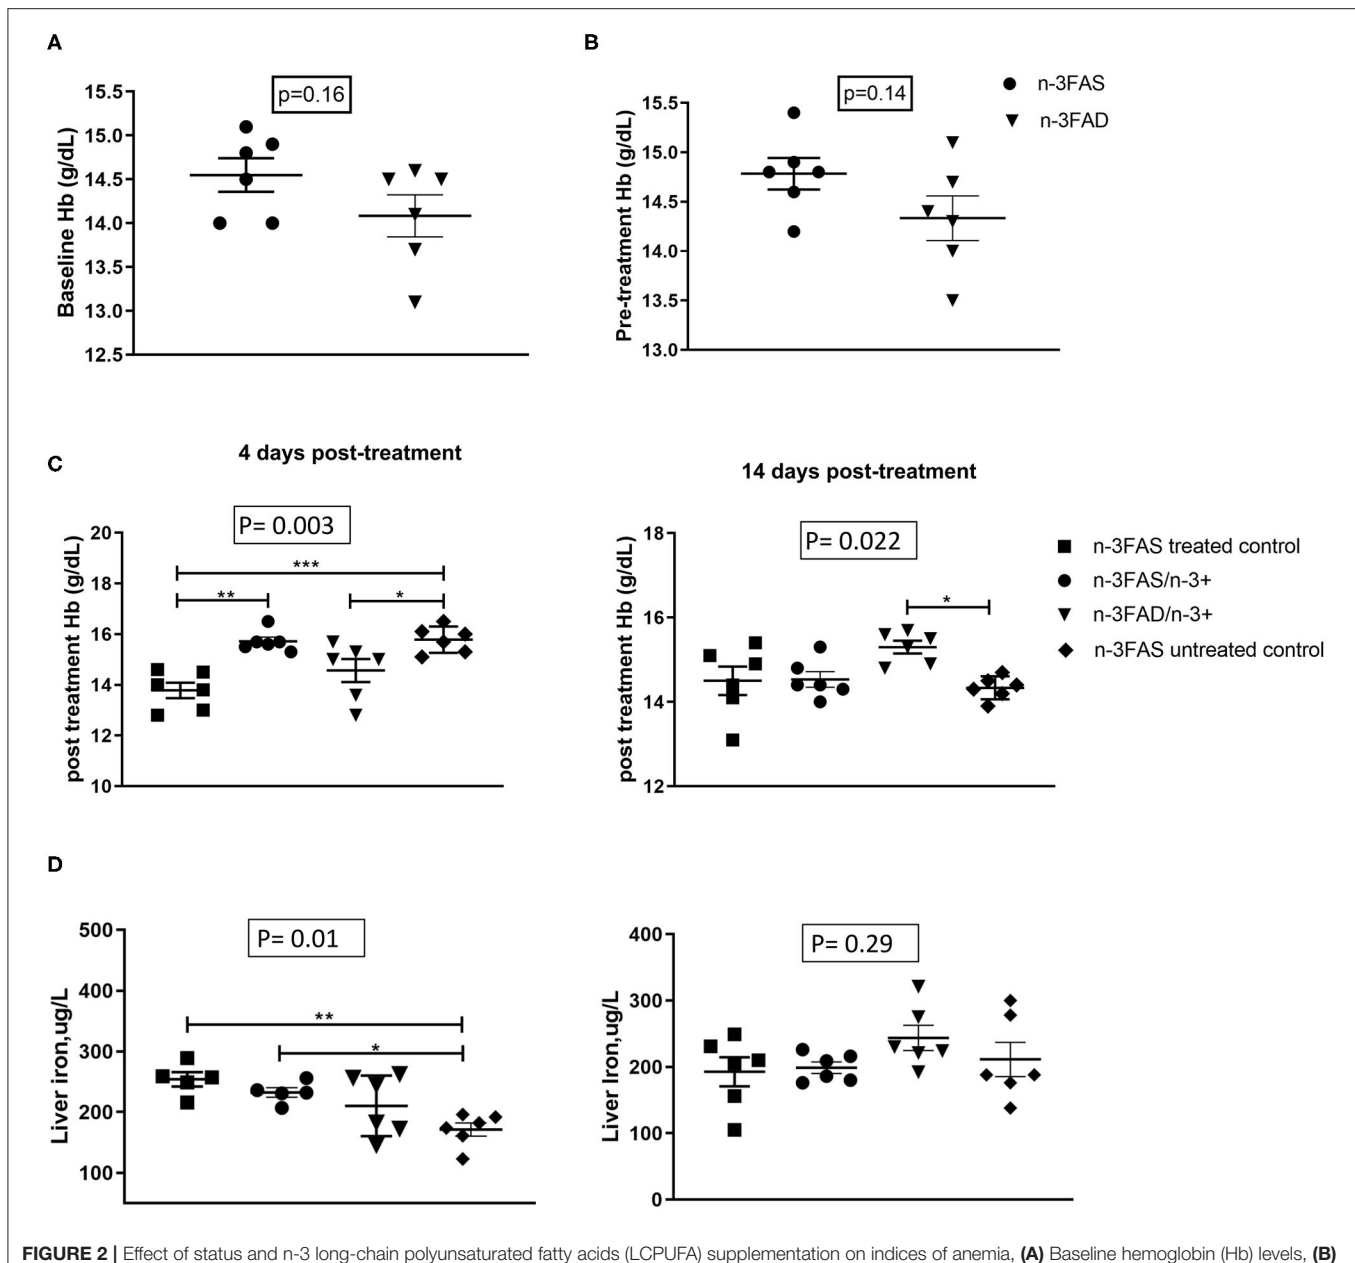 A
B
p=0.16
p=0.14
n-3FAS
n-3FAD
Baseline Hb (g/dL)
15.5
15.0
14.5
14.0
13.5
13.0
12.5
Pre-treatment Hb (g/dL)
15.5
15.0
14.5
14.0
13.5
13.0
C
4 days post-treatment
14 days post-treatment
P= 0.003
P= 0.022
post treatment Hb (g/dL)
20
18
16
14
12
10
***
**
*
post treatment Hb (g/dL)
18
16
14
12
*
n-3FAS treated control
n-3FAS/n-3+
n-3FAD/n-3+
n-3FAS untreated control
D
P= 0.01
P= 0.29
Liver iron,ug/L
500
400
300
200
100
**
*
Liver Iron,ug/L
400
300
200
100
0
FIGURE 2 | Effect of status and n-3 long-chain polyunsaturated fatty acids (LCPUFA) supplementation on indices of anemia, (A) Baseline hemoglobin (Hb) levels, (B)